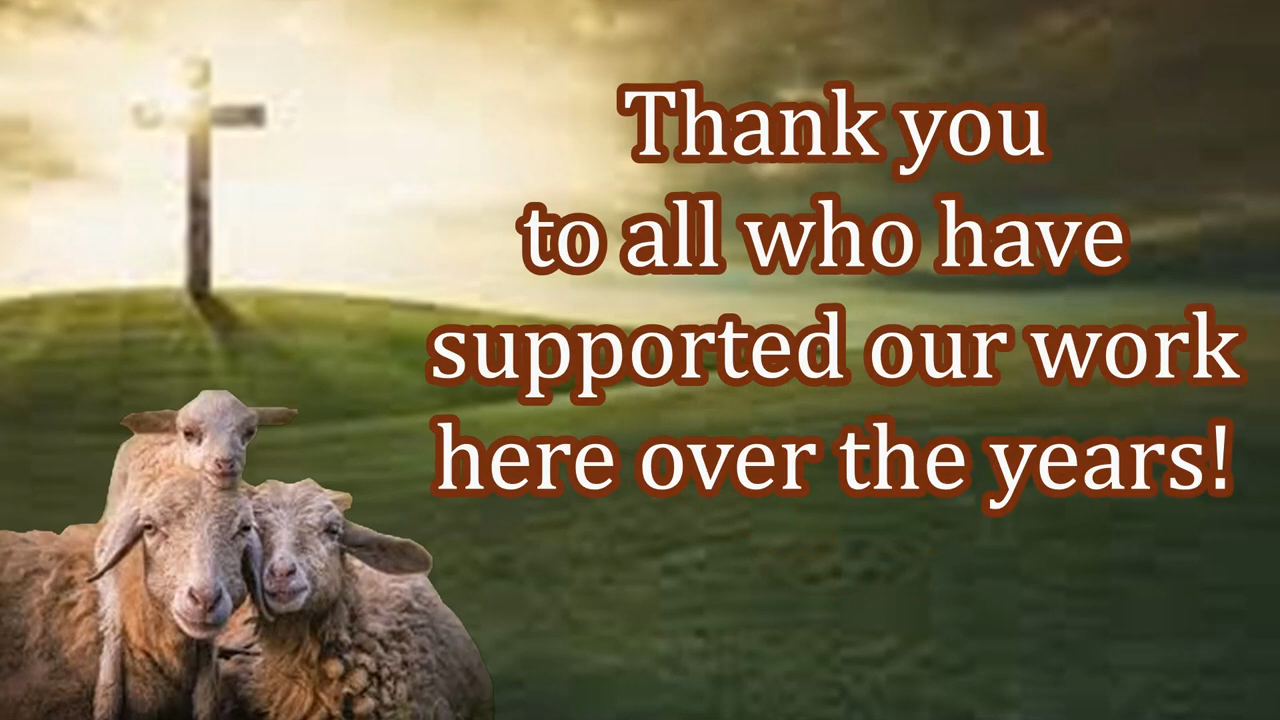 Thank you
to all who have
supported our work
here over the years!